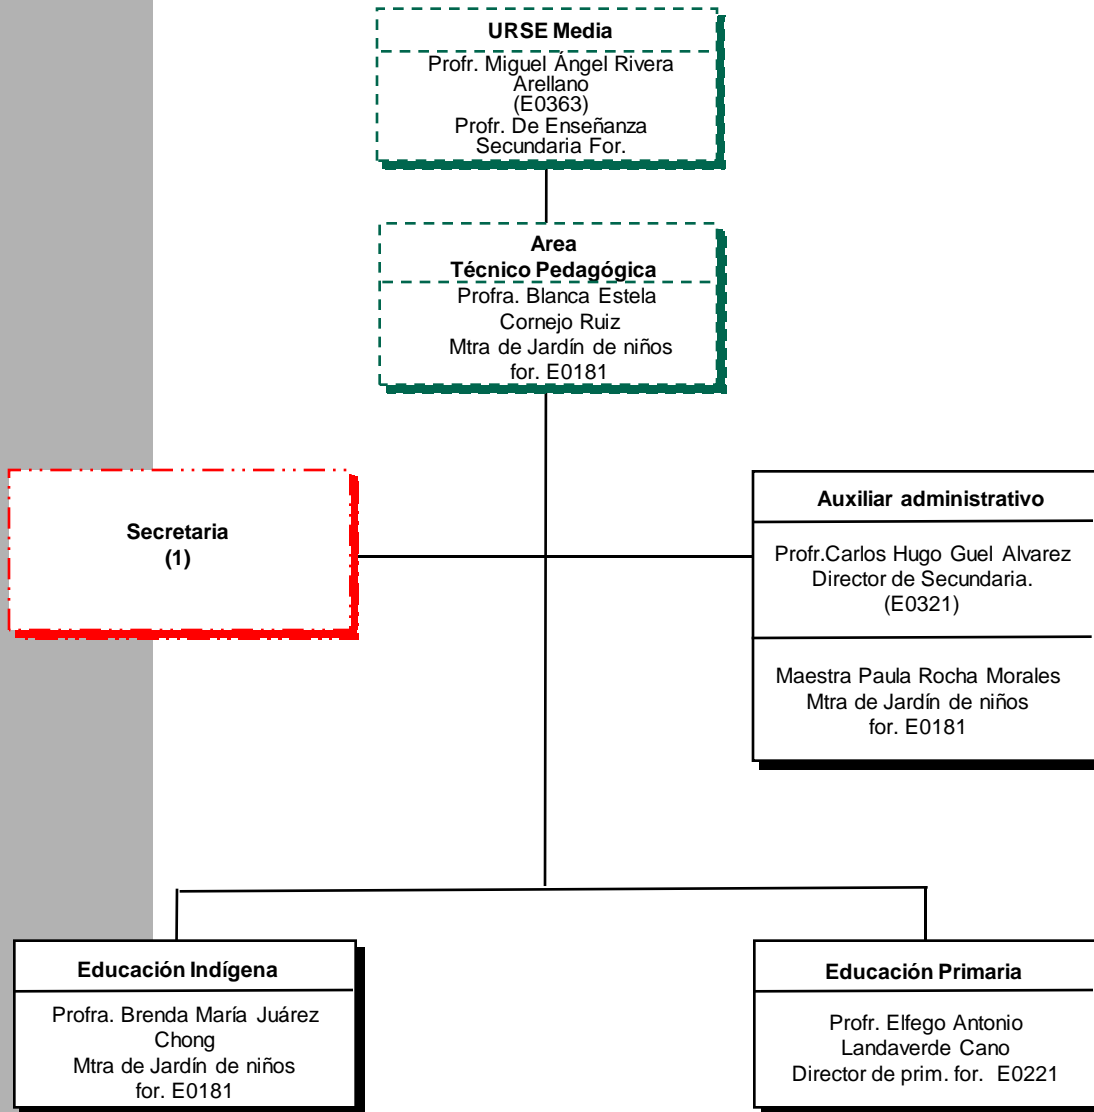 URSE Media
Profr. Miguel Ángel Rivera
Arellano
(E0363)
Profr. De Enseñanza
Secundaria For.
Area
Técnico Pedagógica
Profra. Blanca Estela
Cornejo Ruiz
Mtra de Jardín de niños
for. E0181
Secretaria
(1)
Auxiliar administrativo
Profr.Carlos Hugo Guel Alvarez
Director de Secundaria.
(E0321)
Maestra Paula Rocha Morales
Mtra de Jardín de niños
for. E0181
Educación Indígena
Profra. Brenda María Juárez
Chong
Mtra de Jardín de niños
for. E0181
Educación Primaria
Profr. Elfego Antonio
Landaverde Cano
Director de prim. for. E0221